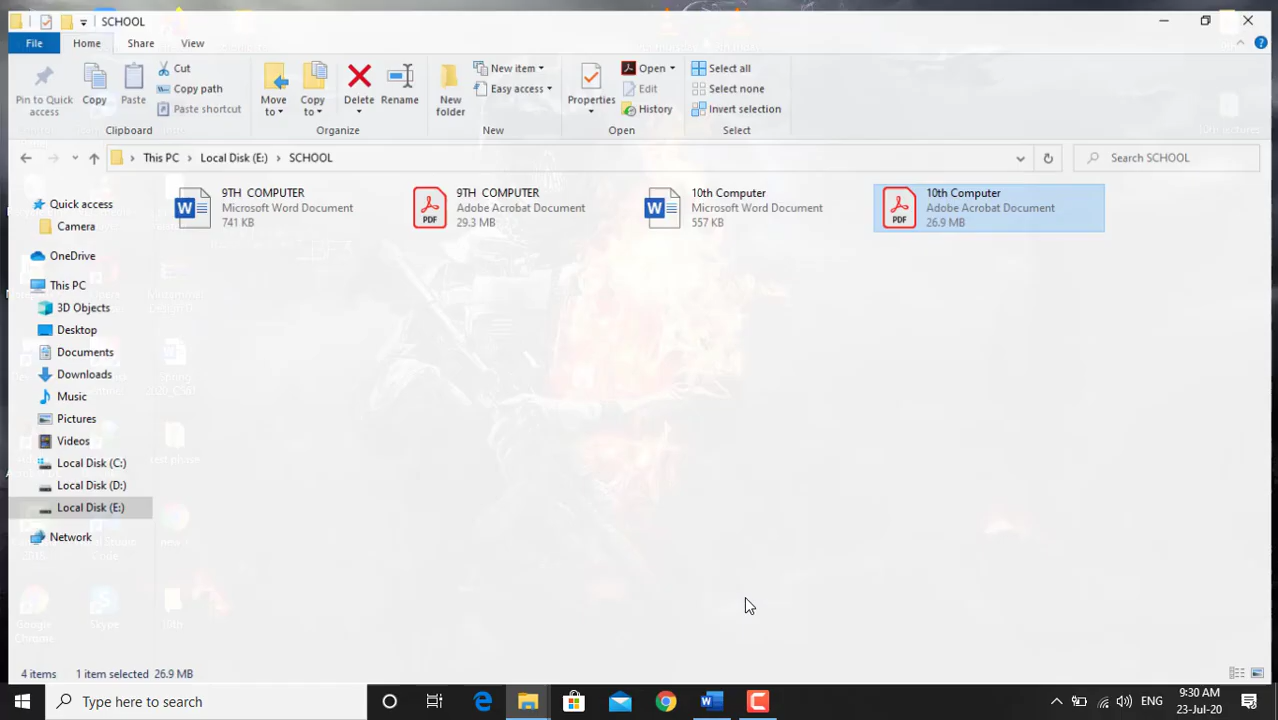 SCHOOL
File Home Share View
Pin to Quick access
Copy
Paste
Cut
Copy path
Paste shortcut
Clipboard
Move to
Copy to
Delete
Rename
Organize
New folder
New item
Easy access
New
Properties
Open
Edit
History
Open
Select all
Select none
Invert selection
Select
This PC Local Disk (E:) SCHOOL
Search SCHOOL
Quick access
Camera
OneDrive
This PC
3D Objects
Desktop
Documents
Downloads
Music
Pictures
Videos
Local Disk (C:)
Local Disk (D:)
Local Disk (E:)
Network
9TH COMPUTER
Microsoft Word Document
741 KB
9TH COMPUTER
Adobe Acrobat Document
29.3 MB
10th Computer
Microsoft Word Document
557 KB
10th Computer
Adobe Acrobat Document
26.9 MB
Google
Chrome
Skype
4 items 1 item selected 26.9 MB
Type here to search
ENG
9:30 AM
23-Jul-20